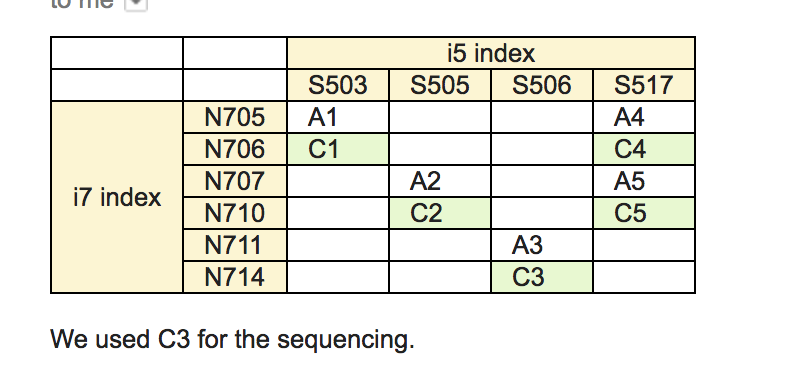 to me
i5 index
S503 S505 S506 S517
N705 A1 A4
N706 C1 C4
i7 index
N707 A2 A5
N710 C2 C5
N711 A3
N714 C3
We used C3 for the sequencing.